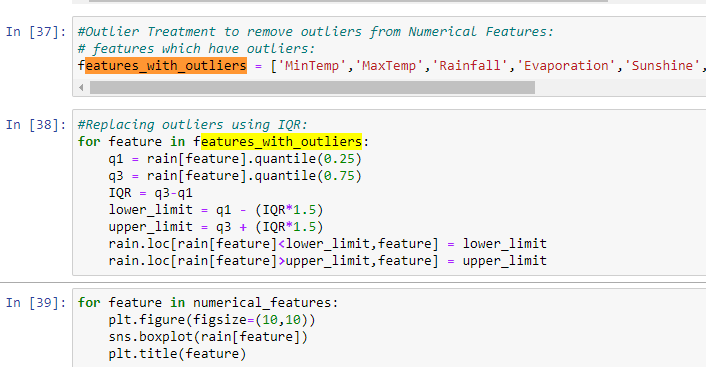 In [37]: #Outlier Treatment to remove outliers from Numerical Features:
# features which have outliers:
features_with_outliers = ['MinTemp','MaxTemp','Rainfall','Evaporation','Sunshine',
In [38]: #Replacing outliers using IQR:
for feature in features_with_outliers:
    q1 = rain[feature].quantile(0.25)
    q3 = rain[feature].quantile(0.75)
    IQR = q3-q1
    lower_limit = q1 - (IQR*1.5)
    upper_limit = q3 + (IQR*1.5)
    rain.loc[rain[feature]<lower_limit,feature] = lower_limit
    rain.loc[rain[feature]>upper_limit,feature] = upper_limit
In [39]: for feature in numerical_features:
    plt.figure(figsize=(10,10))
    sns.boxplot(rain[feature])
    plt.title(feature)